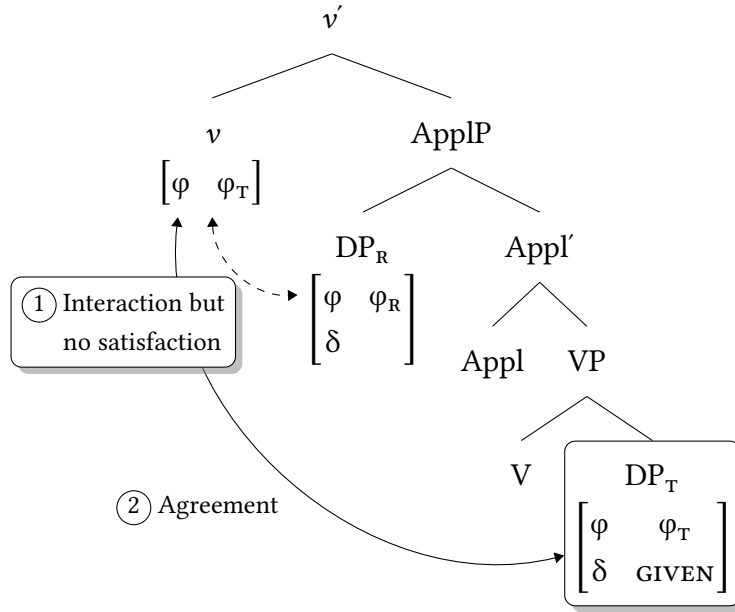 v′
v ApplP
[φ φT]
DPR Appl′
[φ φR
δ]
① Interaction but
no satisfaction
Appl VP
V DPT
② Agreement
[φ φT
δ GIVEN]